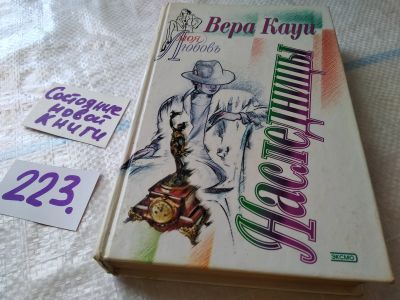 Состояние
новой
книги
223.
Моя
Любовь
Вера Кауи
Наследницы
ЭКСМО